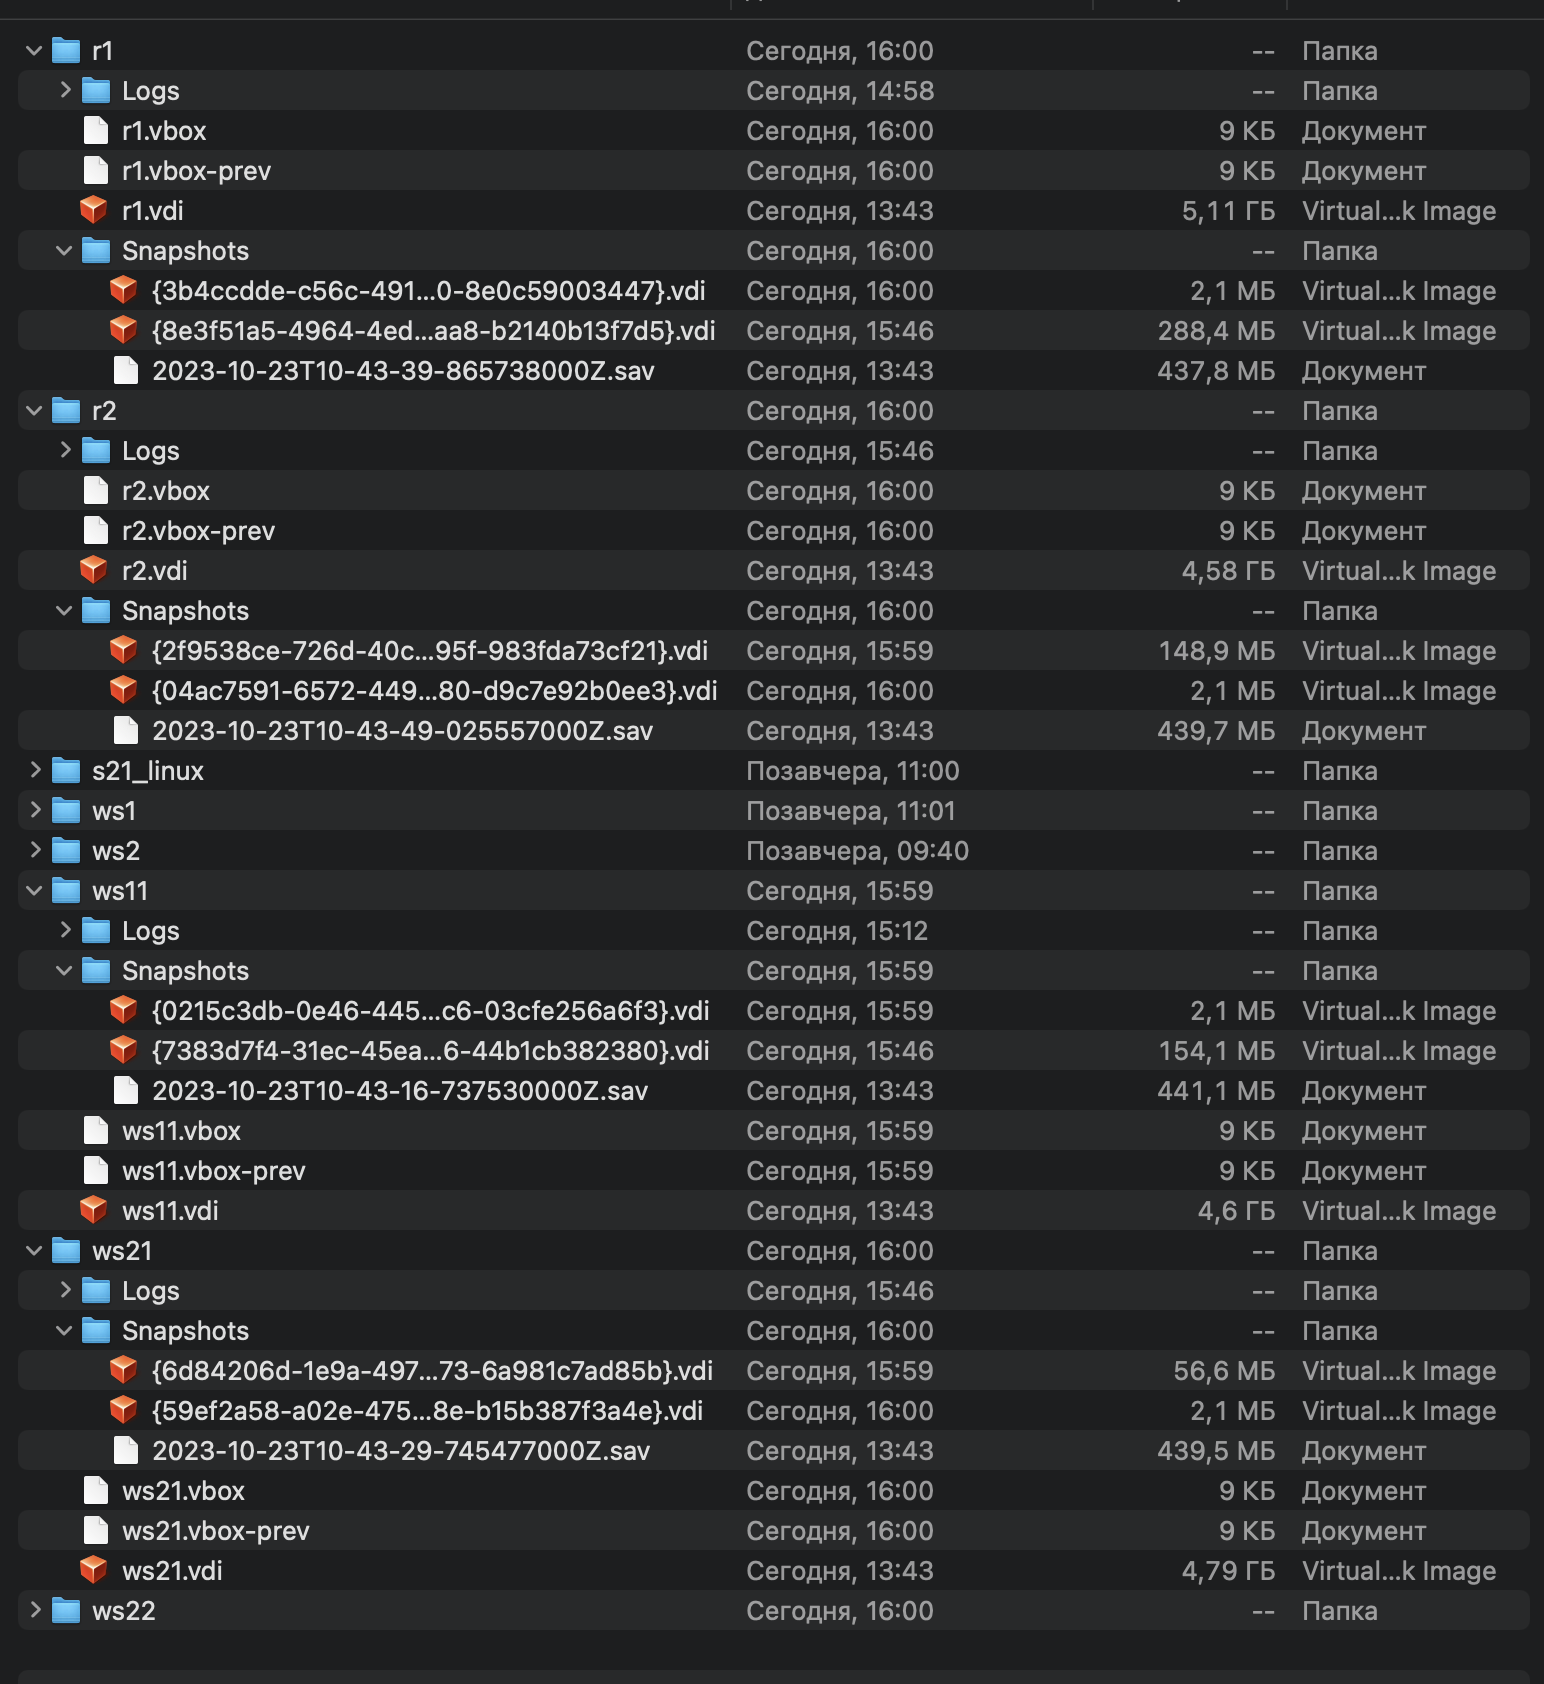 r1 Сегодня, 16:00 -- Папка
Logs Сегодня, 14:58 -- Папка
r1.vbox Сегодня, 16:00 9 КБ Документ
r1.vbox-prev Сегодня, 16:00 9 КБ Документ
r1.vdi Сегодня, 13:43 5,11 ГБ Virtual...k Image
Snapshots Сегодня, 16:00 -- Папка
{3b4ccdde-c56c-491...0-8e0c59003447}.vdi Сегодня, 16:00 2,1 МБ Virtual...k Image
{8e3f51a5-4964-4ed...aa8-b2140b13f7d5}.vdi Сегодня, 15:46 288,4 МБ Virtual...k Image
2023-10-23T10-43-39-865738000Z.sav Сегодня, 13:43 437,8 МБ Документ
r2 Сегодня, 16:00 -- Папка
Logs Сегодня, 15:46 -- Папка
r2.vbox Сегодня, 16:00 9 КБ Документ
r2.vbox-prev Сегодня, 16:00 9 КБ Документ
r2.vdi Сегодня, 13:43 4,58 ГБ Virtual...k Image
Snapshots Сегодня, 16:00 -- Папка
{2f9538ce-726d-40c...95f-983fda73cf21}.vdi Сегодня, 15:59 148,9 МБ Virtual...k Image
{04ac7591-6572-449...80-d9c7e92b0ee3}.vdi Сегодня, 16:00 2,1 МБ Virtual...k Image
2023-10-23T10-43-49-025557000Z.sav Сегодня, 13:43 439,7 МБ Документ
s21_linux Позавчера, 11:00 -- Папка
ws1 Позавчера, 11:01 -- Папка
ws2 Позавчера, 09:40 -- Папка
ws11 Сегодня, 15:59 -- Папка
Logs Сегодня, 15:12 -- Папка
Snapshots Сегодня, 15:59 -- Папка
{0215c3db-0e46-445...c6-03cfe256a6f3}.vdi Сегодня, 15:59 2,1 МБ Virtual...k Image
{7383d7f4-31ec-45ea...6-44b1cb382380}.vdi Сегодня, 15:46 154,1 МБ Virtual...k Image
2023-10-23T10-43-16-737530000Z.sav Сегодня, 13:43 441,1 МБ Документ
ws11.vbox Сегодня, 15:59 9 КБ Документ
ws11.vbox-prev Сегодня, 15:59 9 КБ Документ
ws11.vdi Сегодня, 13:43 4,6 ГБ Virtual...k Image
ws21 Сегодня, 16:00 -- Папка
Logs Сегодня, 15:46 -- Папка
Snapshots Сегодня, 16:00 -- Папка
{6d84206d-1e9a-497...73-6a981c7ad85b}.vdi Сегодня, 15:59 56,6 МБ Virtual...k Image
{59ef2a58-a02e-475...8e-b15b387f3a4e}.vdi Сегодня, 16:00 2,1 МБ Virtual...k Image
2023-10-23T10-43-29-745477000Z.sav Сегодня, 13:43 439,5 МБ Документ
ws21.vbox Сегодня, 16:00 9 КБ Документ
ws21.vbox-prev Сегодня, 16:00 9 КБ Документ
ws21.vdi Сегодня, 13:43 4,79 ГБ Virtual...k Image
ws22 Сегодня, 16:00 -- Папка